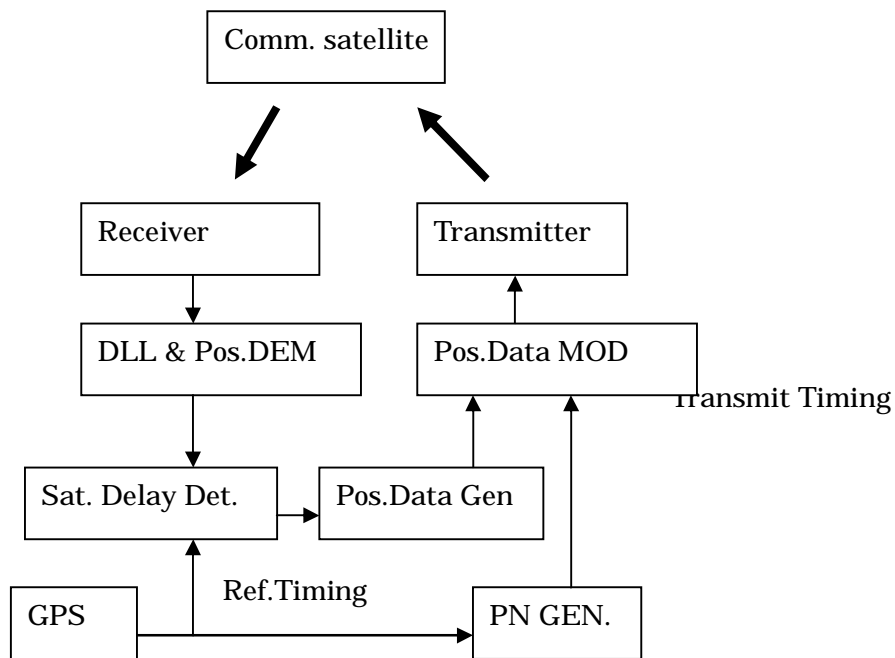 Comm. satellite
Receiver
Transmitter
DLL & Pos.DEM
Pos.Data MOD
Transmit Timing
Sat. Delay Det.
Pos.Data Gen
Ref.Timing
GPS
PN GEN.